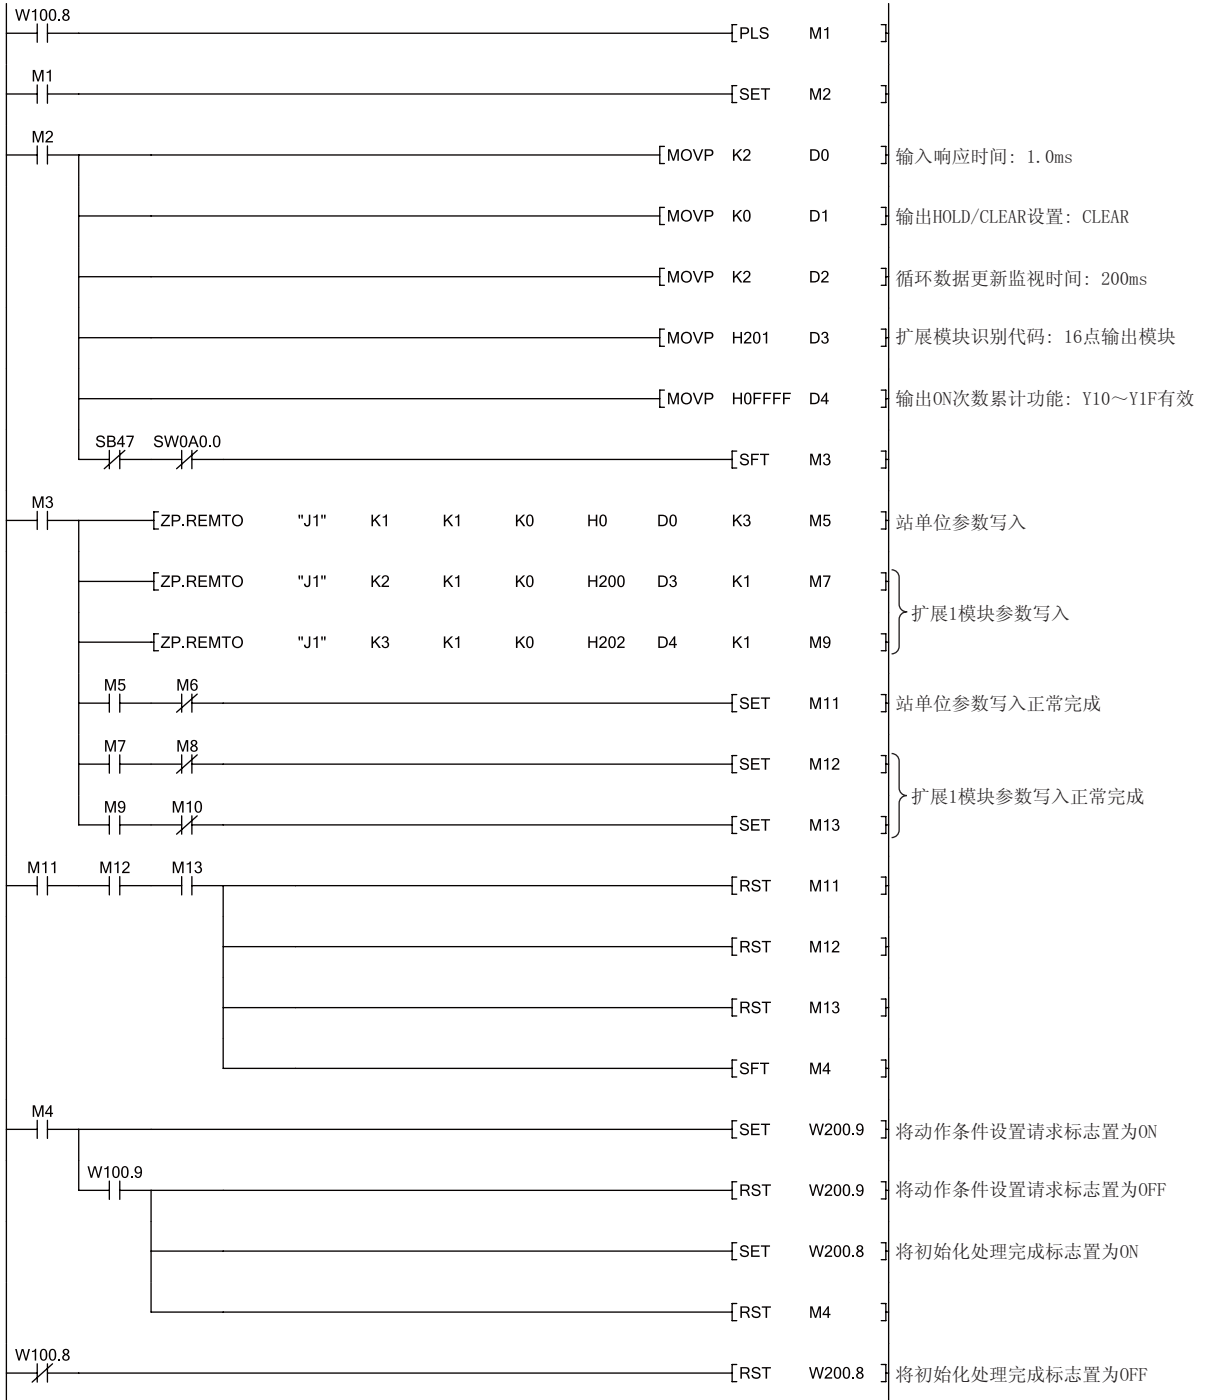 W100.8
PLS M1
M1
SET M2
M2
MOVP K2 D0 输入响应时间: 1.0ms
MOVP K0 D1 输出HOLD/CLEAR设置: CLEAR
MOVP K2 D2 循环数据更新监视时间: 200ms
MOVP H201 D3 扩展模块识别代码: 16点输出模块
MOVP H0FFFF D4 输出ON次数累计功能: Y10～Y1F有效
SB47 SW0A0.0
SFT M3
M3
ZP.REMTO "J1" K1 K1 K0 H0 D0 K3 M5 站单位参数写入
ZP.REMTO "J1" K2 K1 K0 H200 D3 K1 M7
扩展1模块参数写入
ZP.REMTO "J1" K3 K1 K0 H202 D4 K1 M9
M5 M6
SET M11 站单位参数写入正常完成
M7 M8
SET M12
扩展1模块参数写入正常完成
M9 M10
SET M13
M11 M12 M13
RST M11
RST M12
RST M13
SFT M4
M4
SET W200.9 将动作条件设置请求标志置为ON
W100.9
RST W200.9 将动作条件设置请求标志置为OFF
SET W200.8 将初始化处理完成标志置为ON
RST M4
W100.8
RST W200.8 将初始化处理完成标志置为OFF